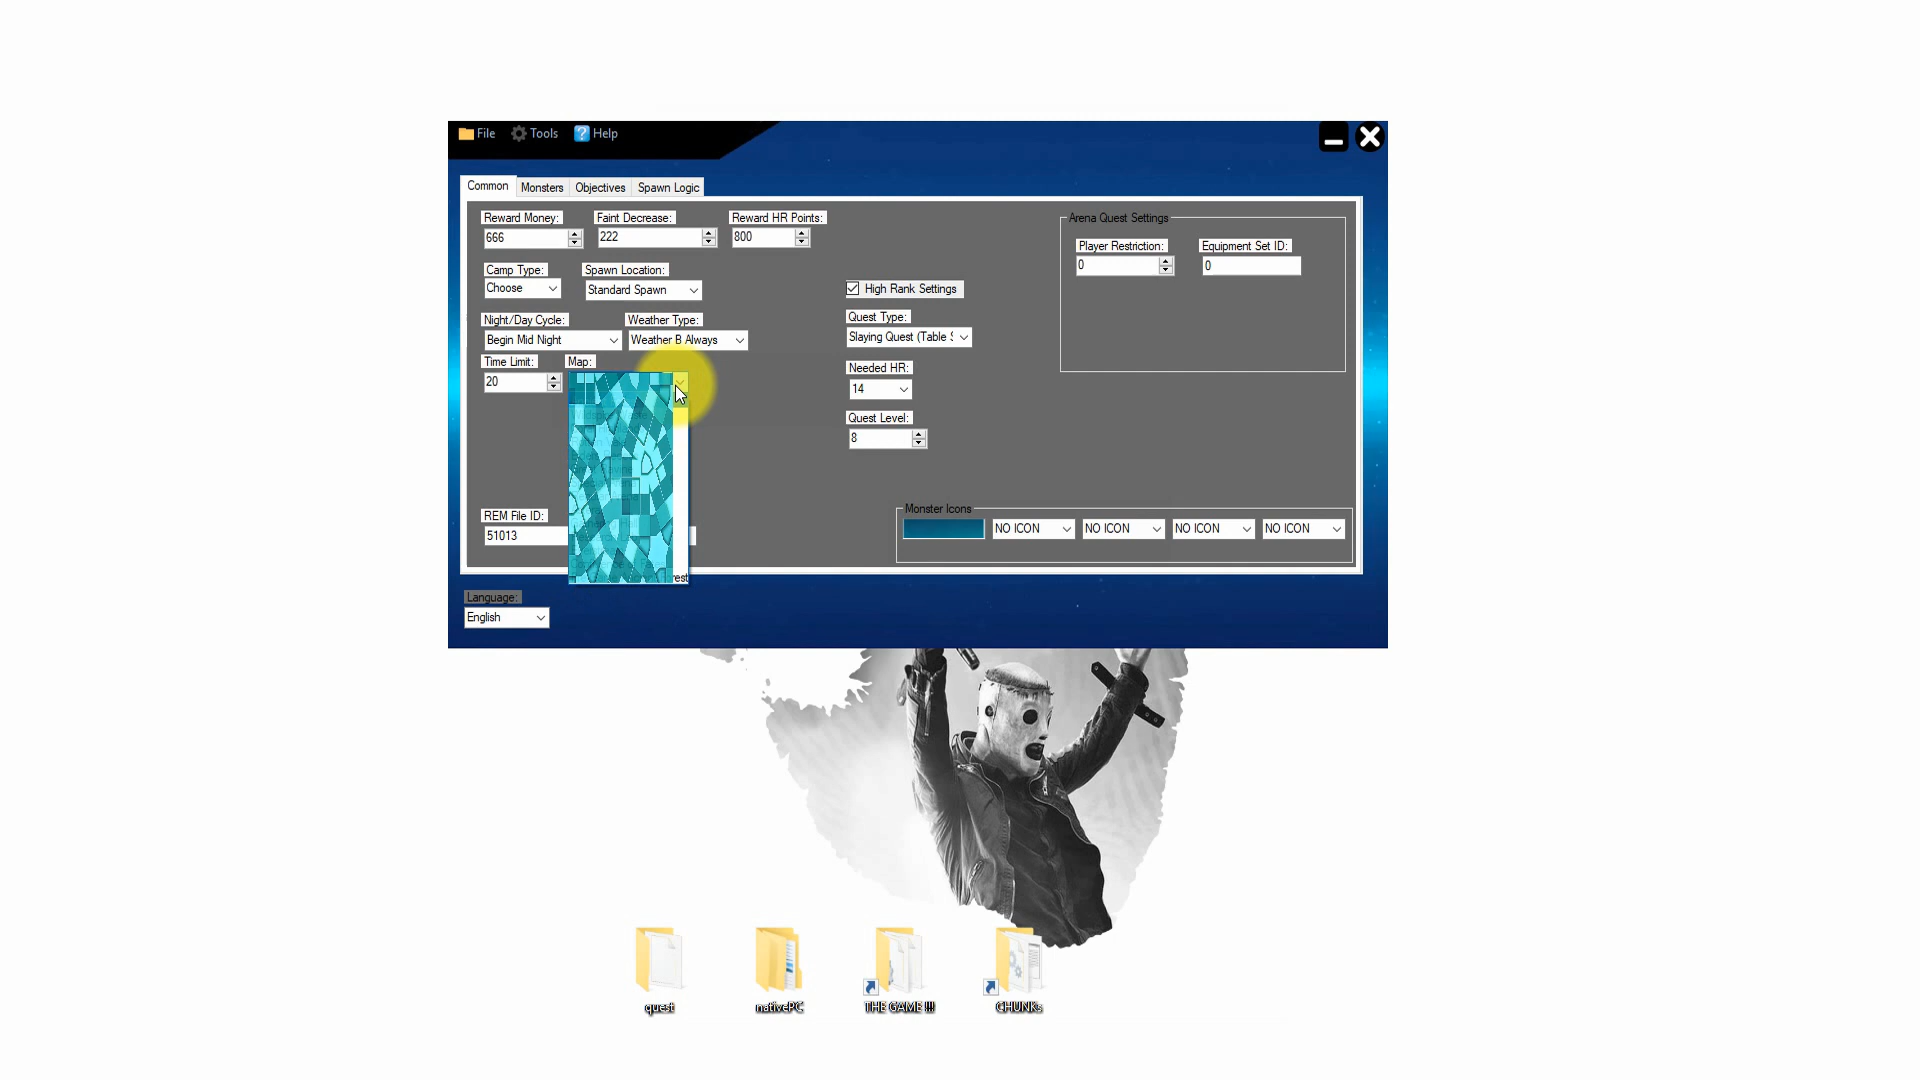 File Tools Help
Common Monsters Objectives Spawn Logic
Reward Money: Faint Decrease: Reward HR Points:
666 222 800
Arena Quest Settings
Player Restriction: Equipment Set ID:
0 0
Camp Type: Spawn Location:
Choose Standard Spawn
High Rank Settings
Night/Day Cycle: Weather Type:
Begin Mid Night Weather B Always
Quest Type:
Slaying Quest (Table
Time Limit: Map:
20
Needed HR:
14
Quest Level:
8
REM File ID:
51013
Monster Icons
NO ICON NO ICON NO ICON NO ICON
Language:
English
quest nativePC THE GAME !!! CHUNKs